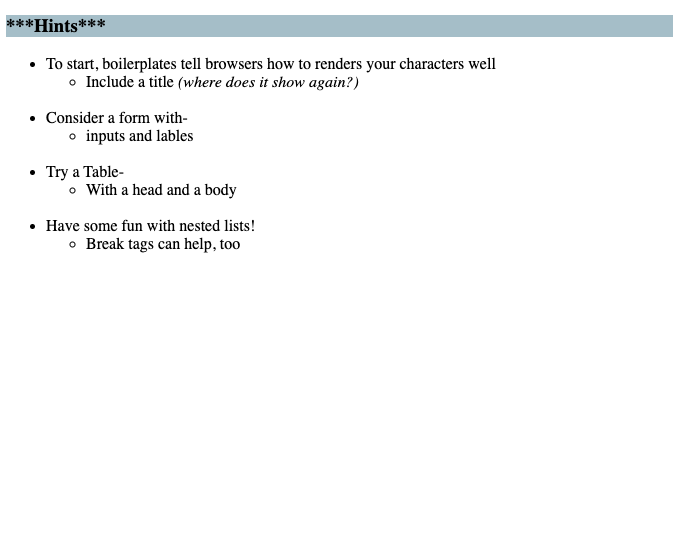 ***Hints***
To start, boilerplates tell browsers how to renders your characters well
Include a title (where does it show again?)
Consider a form with-
inputs and lables
Try a Table-
With a head and a body
Have some fun with nested lists!
Break tags can help, too